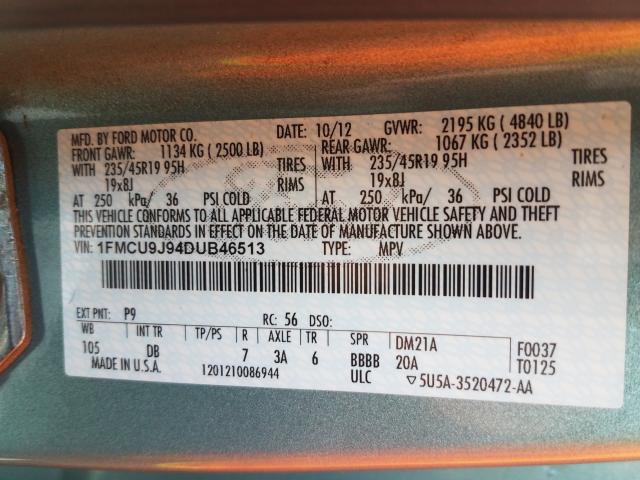 MFD. BY FORD MOTOR CO. DATE: 10/12 GVWR: 2195 KG ( 4840 LB)
FRONT GAWR: 1134 KG ( 2500 LB) REAR GAWR: 1067 KG ( 2352 LB)
WITH 235/45R19 95H TIRES WITH 235/45R19 95H TIRES
19x8J RIMS 19x8J RIMS
AT 250 kPa/ 36 PSI COLD AT 250 kPa/ 36 PSI COLD
THIS VEHICLE CONFORMS TO ALL APPLICABLE FEDERAL MOTOR VEHICLE SAFETY AND THEFT
PREVENTION STANDARDS IN EFFECT ON THE DATE OF MANUFACTURE SHOWN ABOVE.
VIN: 1FMCU9J94DUB46513 TYPE: MPV
EXT PNT: P9 RC: 56 DSO:
WB INT TR TP/PS R AXLE TR SPR DM21A F0037
105 DB 7 3A 6 BBBB 20A T0125
MADE IN U.S.A. 1201210086944 ULC ▽5U5A-3520472-AA